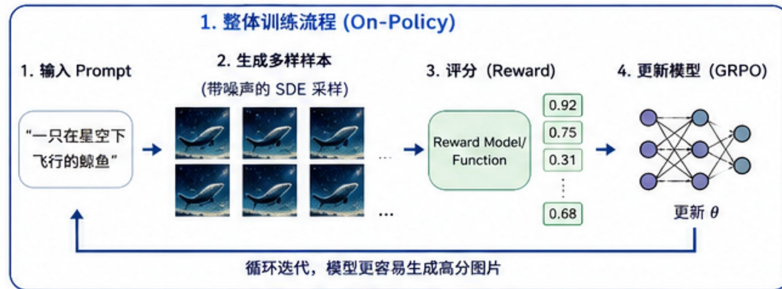 1. 整体训练流程 (On-Policy)
1. 输入 Prompt
“一只在星空下
飞行的鲸鱼”
2. 生成多样样本
(带噪声的 SDE 采样)
...
...
3. 评分（Reward）
Reward Model/
Function
0.92
0.75
0.31
0.68
4. 更新模型（GRPO）
更新 θ
循环迭代，模型更容易生成高分图片